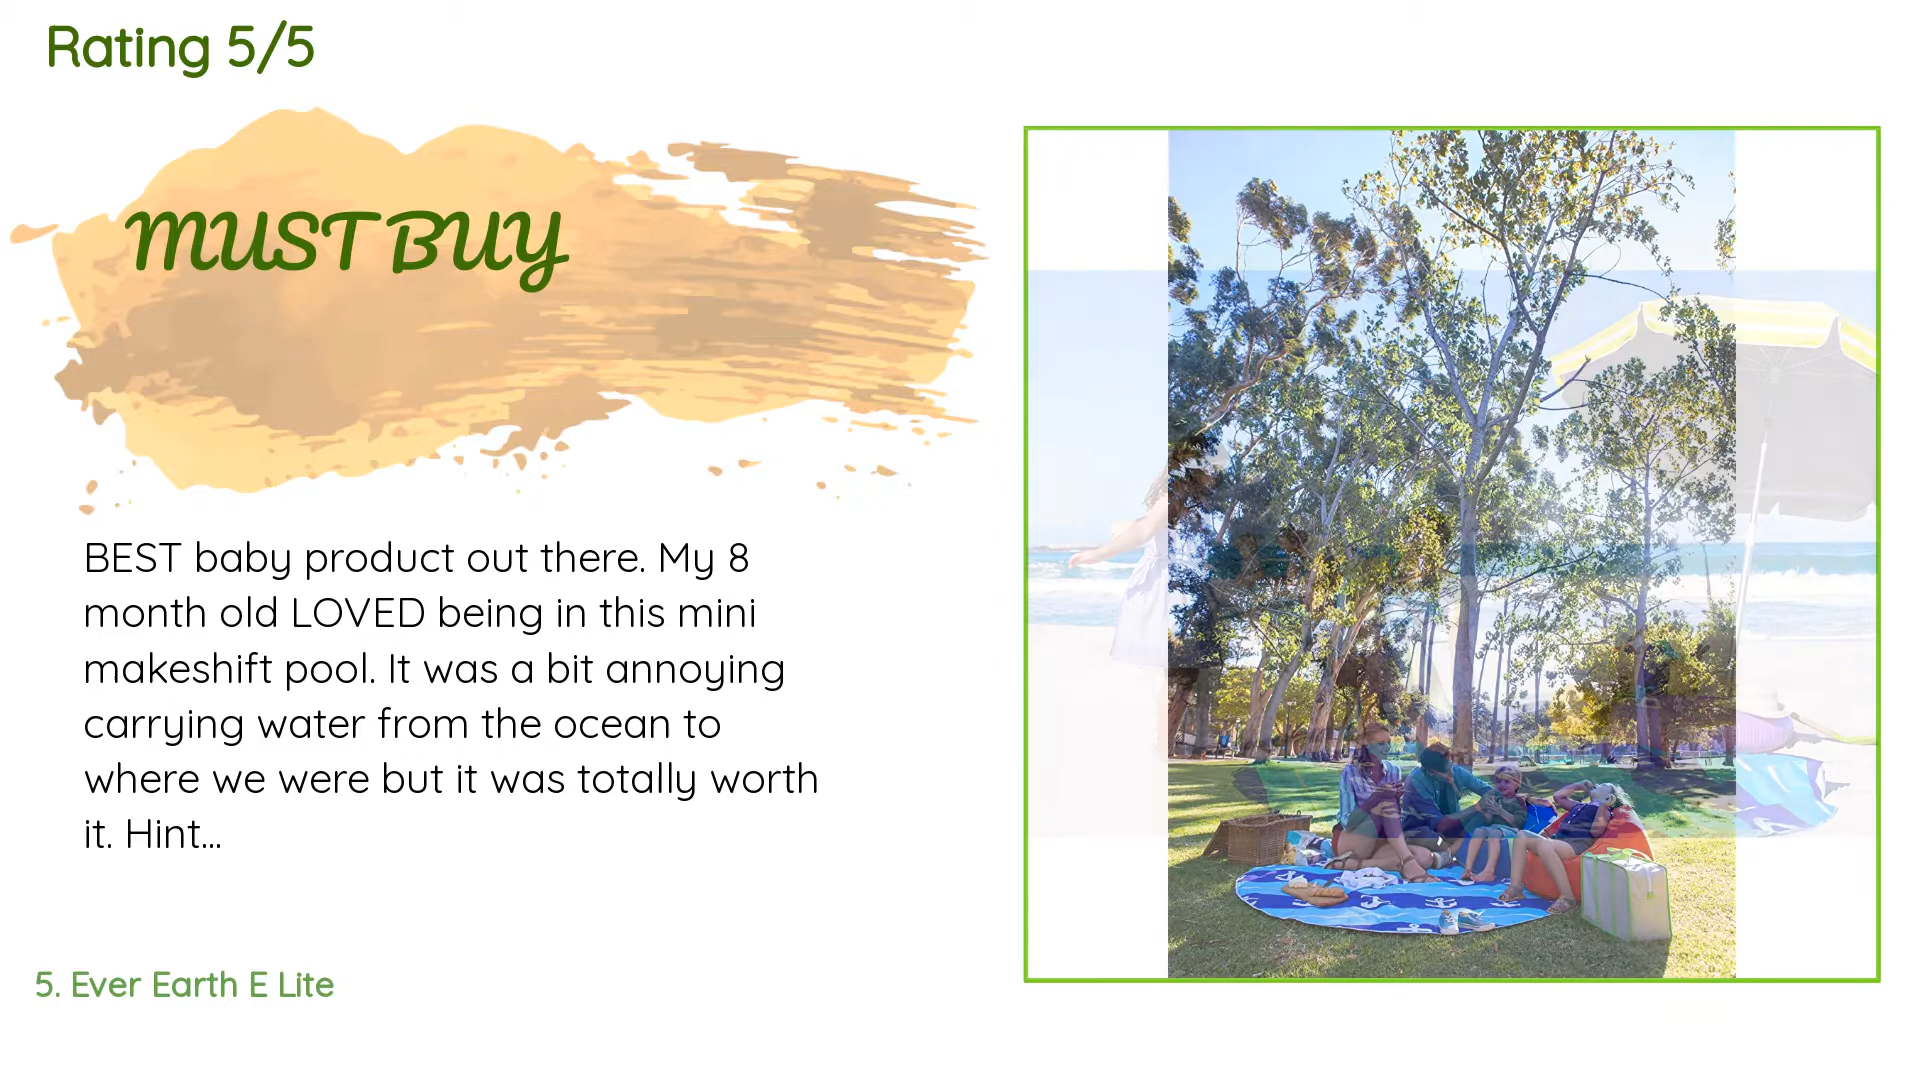 Rating 5/5
MUST BUY
BEST baby product out there. My 8
month old LOVED being in this mini
makeshift pool. It was a bit annoying
carrying water from the ocean to
where we were but it was totally worth
it. Hint...
5. Ever Earth E Lite